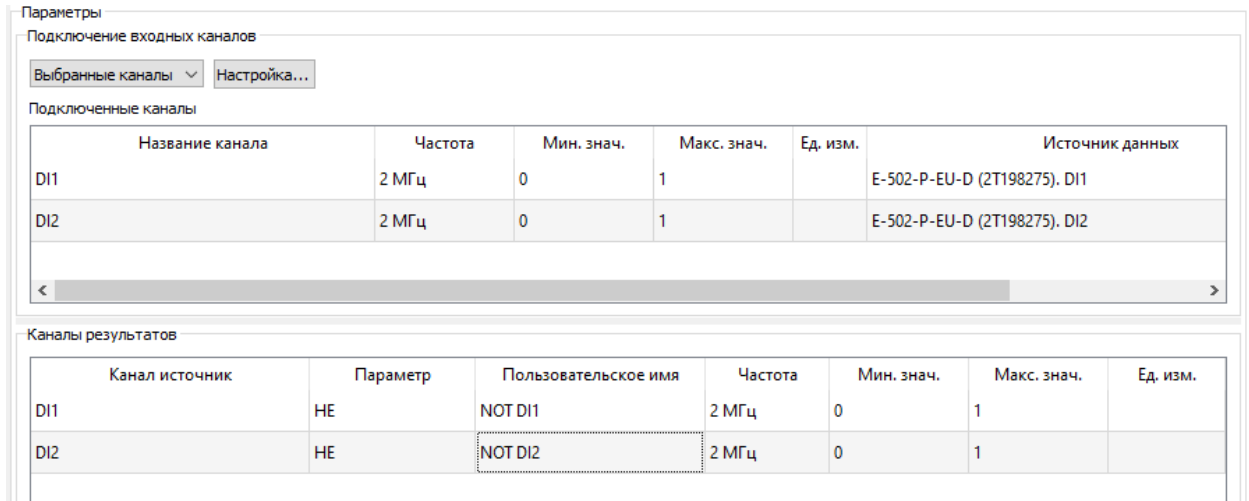 Параметры
Подключение входных каналов
Выбранные каналы Настройка...
Подключенные каналы
Название канала Частота Мин. знач. Макс. знач. Ед. изм. Источник данных
DI1 2 МГц 0 1 E-502-P-EU-D (2T198275). DI1
DI2 2 МГц 0 1 E-502-P-EU-D (2T198275). DI2
Каналы результатов
Канал источник Параметр Пользовательское имя Частота Мин. знач. Макс. знач. Ед. изм.
DI1 НЕ NOT DI1 2 МГц 0 1
DI2 НЕ NOT DI2 2 МГц 0 1